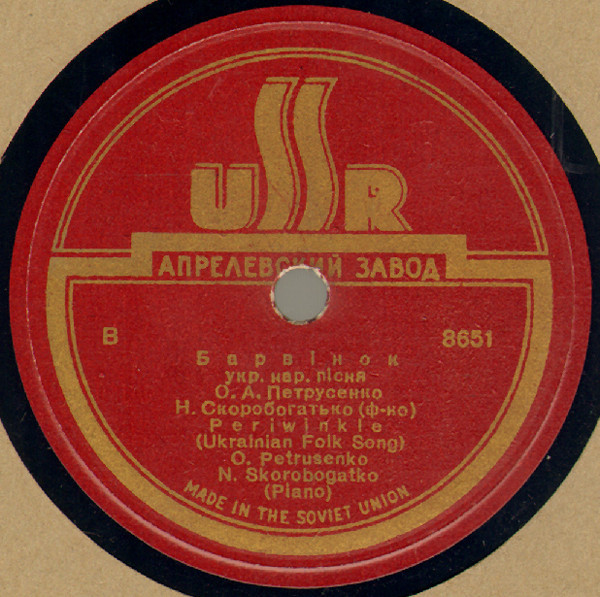 USSR
АПРЕЛЕВСКИЙ ЗАВОД
В 8651
Барвінок
укр. нар. пісня
О. А. Петрусенко
Н. Скоробогатько (ф-но)
Periwinkle
(Ukrainian Folk Song)
O. Petrusenko
N. Skorobogatko
(Piano)
MADE IN THE SOVIET UNION